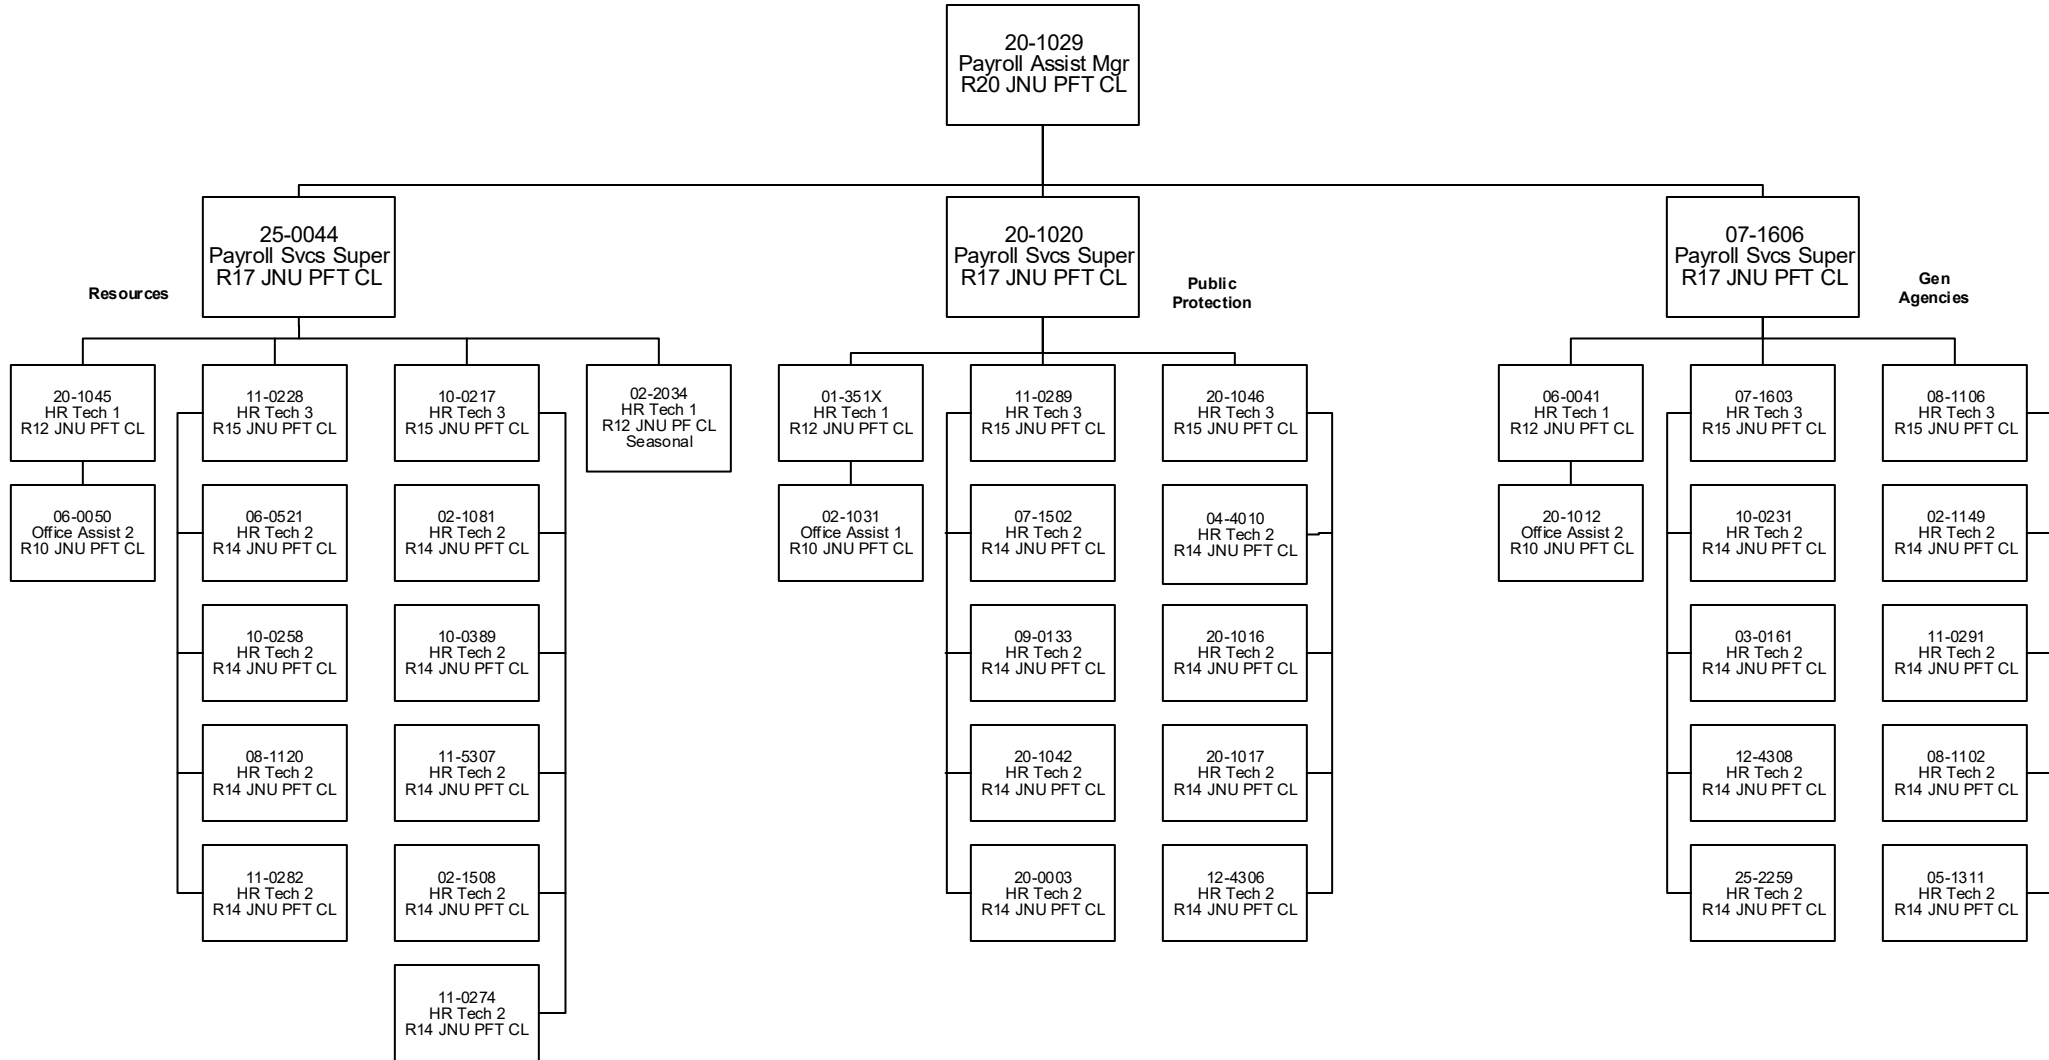 20-1029
Payroll Assist Mgr
R20 JNU PFT CL
25-0044
Payroll Svcs Super
R17 JNU PFT CL
20-1020
Payroll Svcs Super
R17 JNU PFT CL
07-1606
Payroll Svcs Super
R17 JNU PFT CL
Resources
Public
Protection
Gen
Agencies
20-1045
HR Tech 1
R12 JNU PFT CL
11-0228
HR Tech 3
R15 JNU PFT CL
10-0217
HR Tech 3
R15 JNU PFT CL
02-2034
HR Tech 1
R12 JNU PF CL
Seasonal
01-351X
HR Tech 1
R12 JNU PFT CL
11-0289
HR Tech 3
R15 JNU PFT CL
20-1046
HR Tech 3
R15 JNU PFT CL
06-0041
HR Tech 1
R12 JNU PFT CL
07-1603
HR Tech 3
R15 JNU PFT CL
08-1106
HR Tech 3
R15 JNU PFT CL
06-0050
Office Assist 2
R10 JNU PFT CL
06-0521
HR Tech 2
R14 JNU PFT CL
02-1081
HR Tech 2
R14 JNU PFT CL
02-1031
Office Assist 1
R10 JNU PFT CL
07-1502
HR Tech 2
R14 JNU PFT CL
04-4010
HR Tech 2
R14 JNU PFT CL
20-1012
Office Assist 2
R10 JNU PFT CL
10-0231
HR Tech 2
R14 JNU PFT CL
02-1149
HR Tech 2
R14 JNU PFT CL
10-0258
HR Tech 2
R14 JNU PFT CL
10-0389
HR Tech 2
R14 JNU PFT CL
09-0133
HR Tech 2
R14 JNU PFT CL
20-1016
HR Tech 2
R14 JNU PFT CL
03-0161
HR Tech 2
R14 JNU PFT CL
11-0291
HR Tech 2
R14 JNU PFT CL
08-1120
HR Tech 2
R14 JNU PFT CL
11-5307
HR Tech 2
R14 JNU PFT CL
20-1042
HR Tech 2
R14 JNU PFT CL
20-1017
HR Tech 2
R14 JNU PFT CL
12-4308
HR Tech 2
R14 JNU PFT CL
08-1102
HR Tech 2
R14 JNU PFT CL
11-0282
HR Tech 2
R14 JNU PFT CL
02-1508
HR Tech 2
R14 JNU PFT CL
20-0003
HR Tech 2
R14 JNU PFT CL
12-4306
HR Tech 2
R14 JNU PFT CL
25-2259
HR Tech 2
R14 JNU PFT CL
05-1311
HR Tech 2
R14 JNU PFT CL
11-0274
HR Tech 2
R14 JNU PFT CL